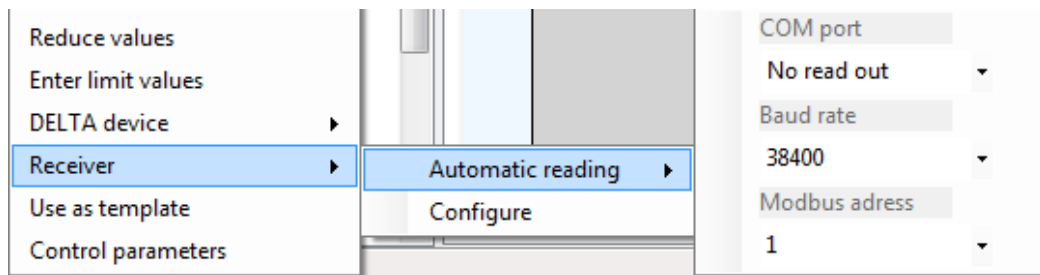 Reduce values
Enter limit values
DELTA device
Receiver
Use as template
Control parameters
Automatic reading
Configure
COM port
No read out
Baud rate
38400
Modbus adress
1